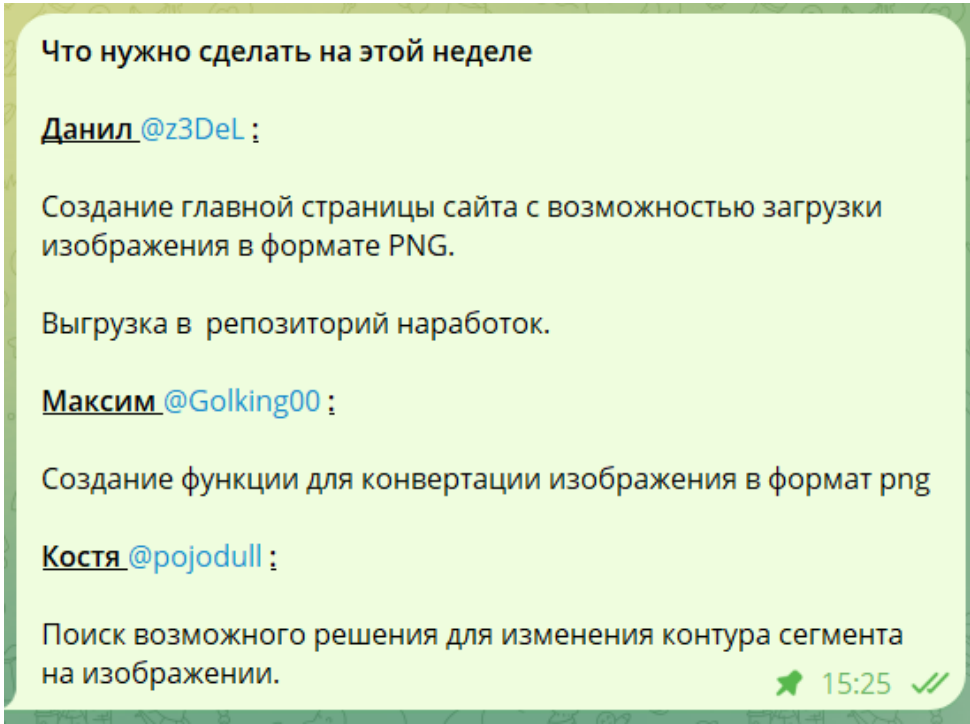 Что нужно сделать на этой неделе
Данил @z3DeL :
Создание главной страницы сайта с возможностью загрузки
изображения в формате PNG.
Выгрузка в  репозиторий наработок.
Максим @Golking00 :
Создание функции для конвертации изображения в формат png
Костя @pojodull :
Поиск возможного решения для изменения контура сегмента
на изображении.
15:25